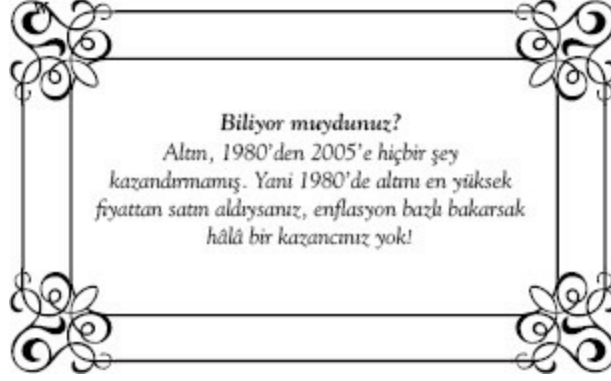 Biliyor muydunuz?
Altın, 1980'den 2005'e hiçbir şey
kazandırmamış. Yani 1980'de altını en yüksek
fiyattan satın aldıysanız, enflasyon bazlı bakarsak
hâlâ bir kazancınız yok!